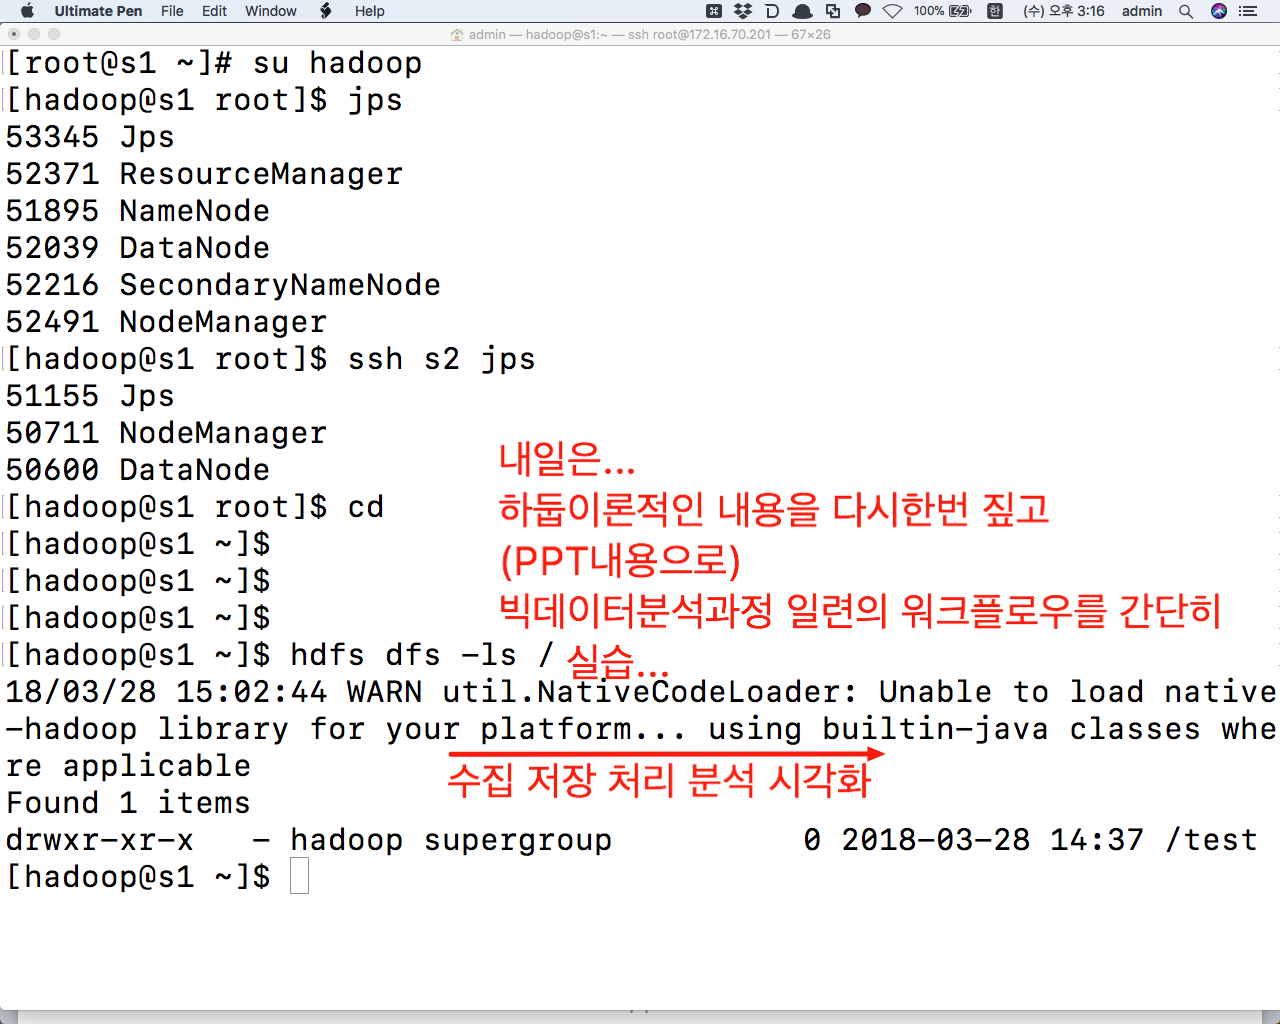 Ultimate Pen File Edit Window Help 100% 한 (수) 오후 3:16 admin
admin — hadoop@s1:~ — ssh root@172.16.70.201 — 67×26
[root@s1 ~]# su hadoop
[hadoop@s1 root]$ jps
53345 Jps
52371 ResourceManager
51895 NameNode
52039 DataNode
52216 SecondaryNameNode
52491 NodeManager
[hadoop@s1 root]$ ssh s2 jps
51155 Jps
50711 NodeManager
50600 DataNode
[hadoop@s1 root]$ cd
[hadoop@s1 ~]$
[hadoop@s1 ~]$
[hadoop@s1 ~]$
내일은...
하둡이론적인 내용을 다시한번 짚고
(PPT내용으로)
빅데이터분석과정 일련의 워크플로우를 간단히
실습...
[hadoop@s1 ~]$ hdfs dfs -ls /
18/03/28 15:02:44 WARN util.NativeCodeLoader: Unable to load native
-hadoop library for your platform... using builtin-java classes whe
re applicable
수집 저장 처리 분석 시각화
Found 1 items
drwxr-xr-x - hadoop supergroup 0 2018-03-28 14:37 /test
[hadoop@s1 ~]$